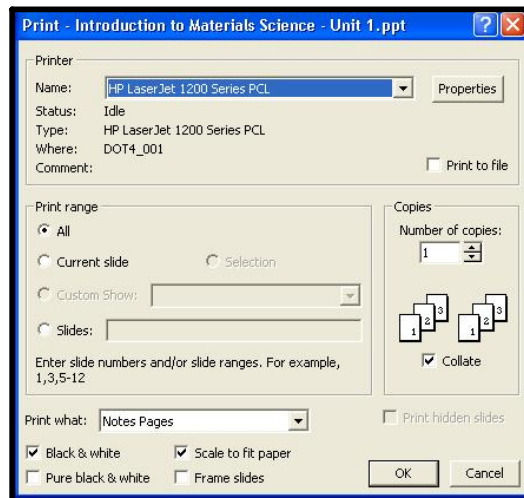 Print - Introduction to Materials Science - Unit 1.ppt
Printer
Name: HP LaserJet 1200 Series PCL Properties
Status: Idle
Type: HP LaserJet 1200 Series PCL
Where: DOT4_001
Comment: Print to file
Print range
All
Current slide Selection
Custom Show:
Slides:
Enter slide numbers and/or slide ranges. For example,
1,3,5-12
Copies
Number of copies:
1
1 2 3 1 2 3
Collate
Print what: Notes Pages Print hidden slides
Black & white Scale to fit paper
Pure black & white Frame slides OK Cancel